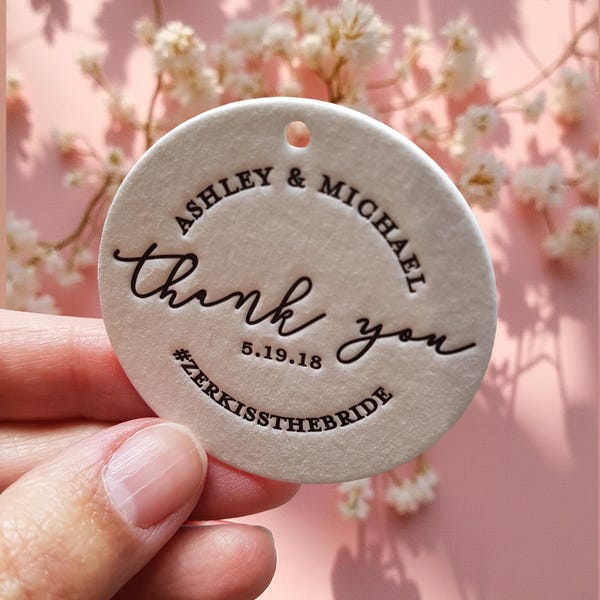 ASHLEY & MICHAEL
thank you
5.19.18
#ZERKISSTHEBRIDE